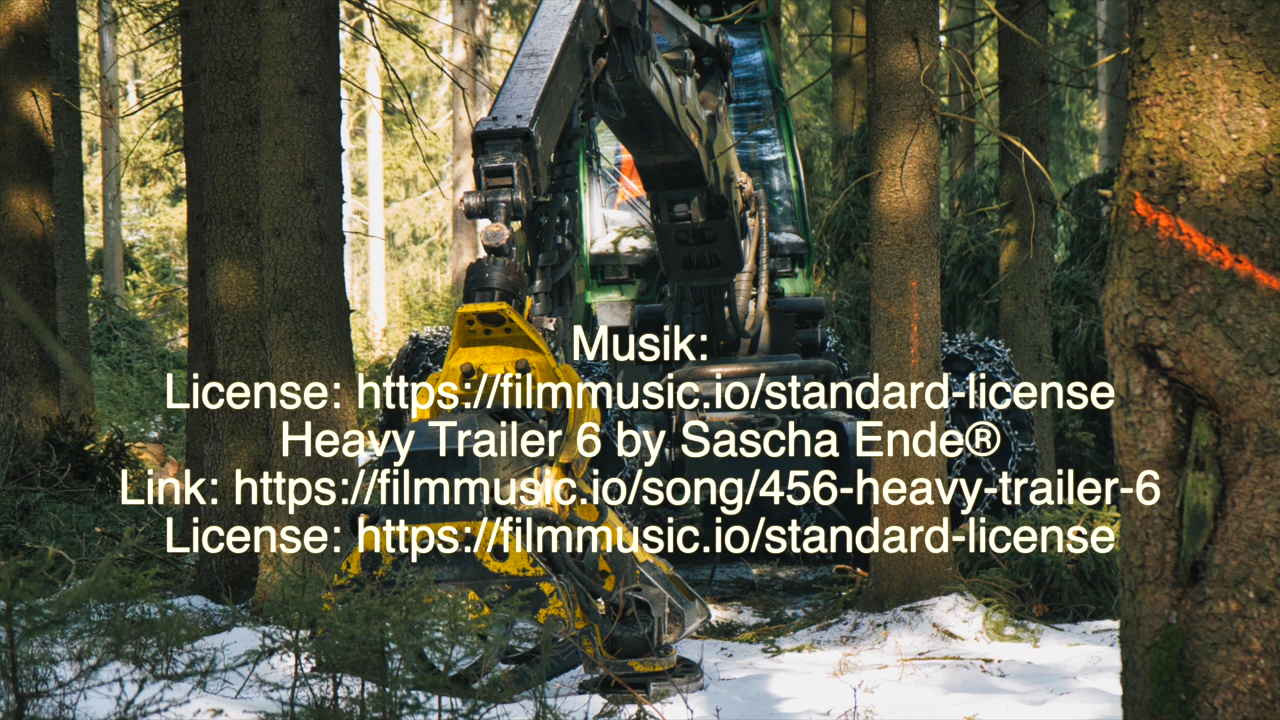 Musik:
License: https://filmmusic.io/standard-license
Heavy Trailer 6 by Sascha Ende®
Link: https://filmmusic.io/song/456-heavy-trailer-6
License: https://filmmusic.io/standard-license